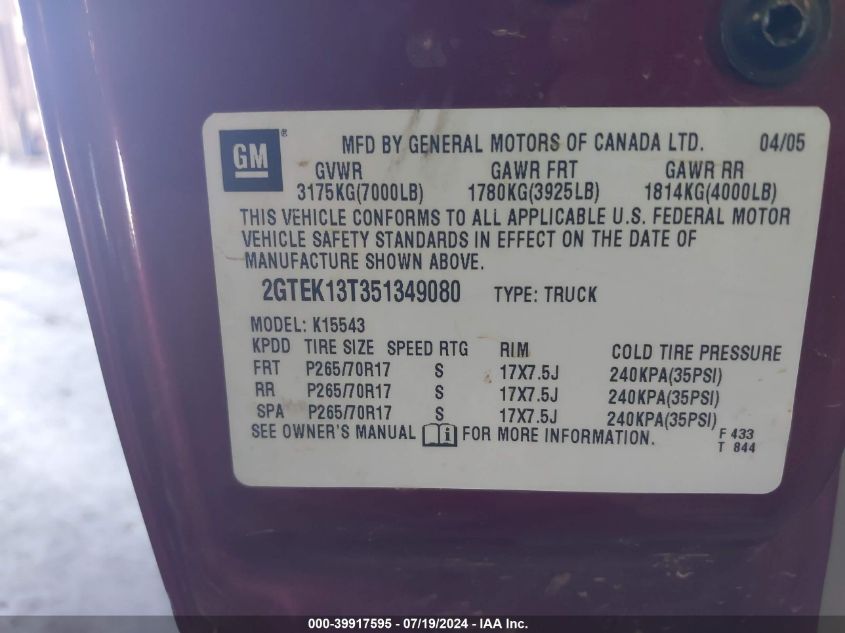 GM® MFD BY GENERAL MOTORS OF CANADA LTD. 04/05
GVWR GAWR FRT GAWR RR
3175KG(7000LB) 1780KG(3925LB) 1814KG(4000LB)
THIS VEHICLE CONFORMS TO ALL APPLICABLE U.S. FEDERAL MOTOR
VEHICLE SAFETY STANDARDS IN EFFECT ON THE DATE OF
MANUFACTURE SHOWN ABOVE.
2GTEK13T351349080 TYPE: TRUCK
MODEL: K15543
KPDD TIRE SIZE SPEED RTG RIM COLD TIRE PRESSURE
FRT P265/70R17 S 17X7.5J 240KPA(35PSI)
RR P265/70R17 S 17X7.5J 240KPA(35PSI)
SPA P265/70R17 S 17X7.5J 240KPA(35PSI)
SEE OWNER'S MANUAL i FOR MORE INFORMATION. F 433
T 844
000-39917595 - 07/19/2024 - IAA Inc.